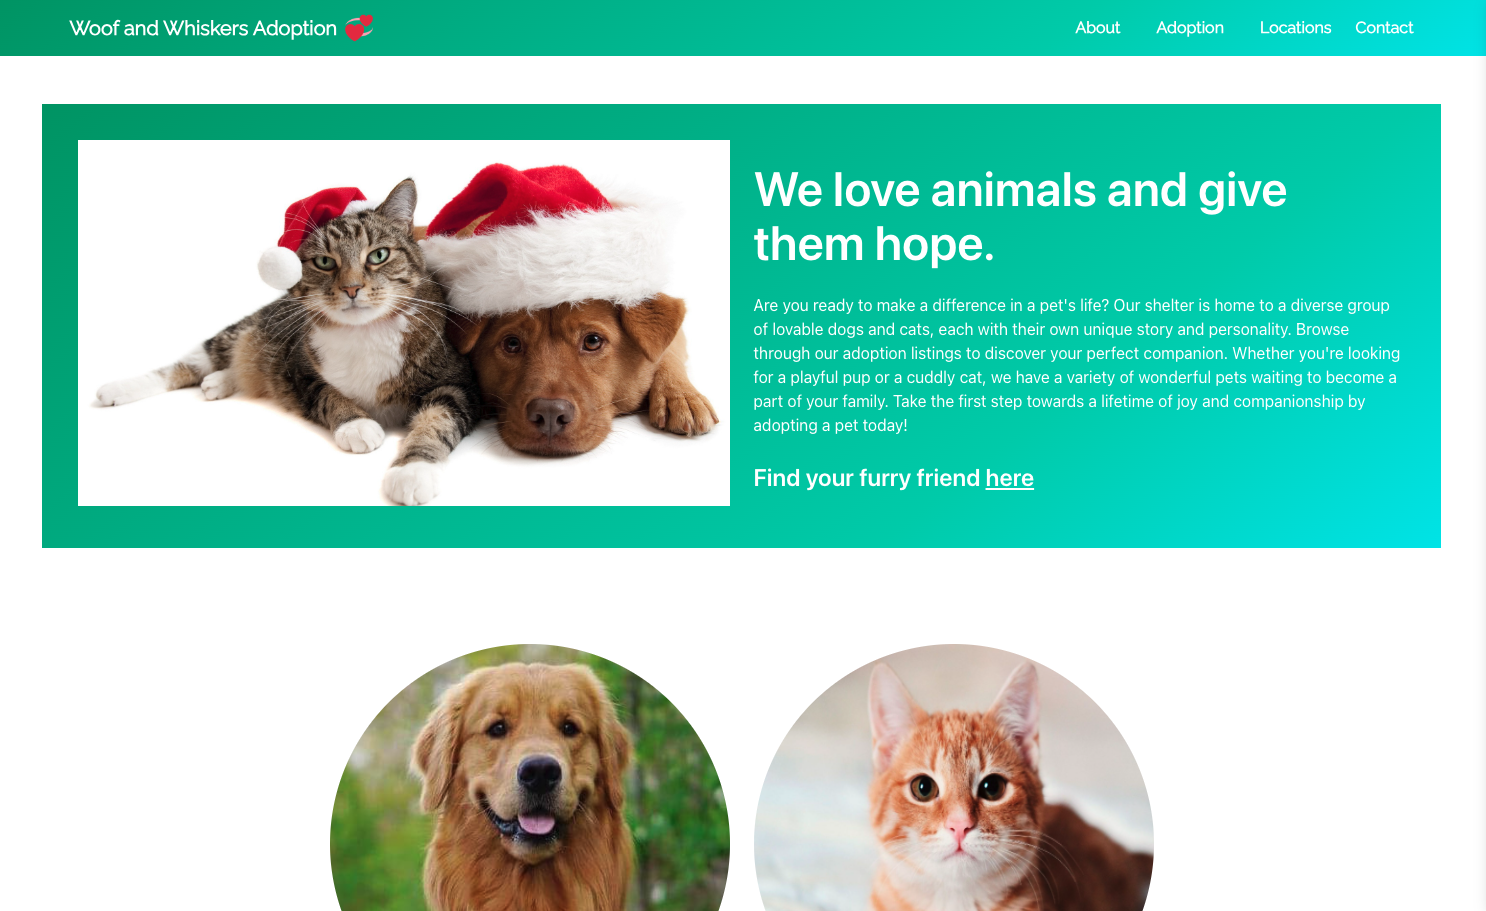 Woof and Whiskers Adoption 💞
About Adoption Locations Contact
We love animals and give
them hope.
Are you ready to make a difference in a pet's life? Our shelter is home to a diverse group
of lovable dogs and cats, each with their own unique story and personality. Browse
through our adoption listings to discover your perfect companion. Whether you're looking
for a playful pup or a cuddly cat, we have a variety of wonderful pets waiting to become a
part of your family. Take the first step towards a lifetime of joy and companionship by
adopting a pet today!
Find your furry friend here